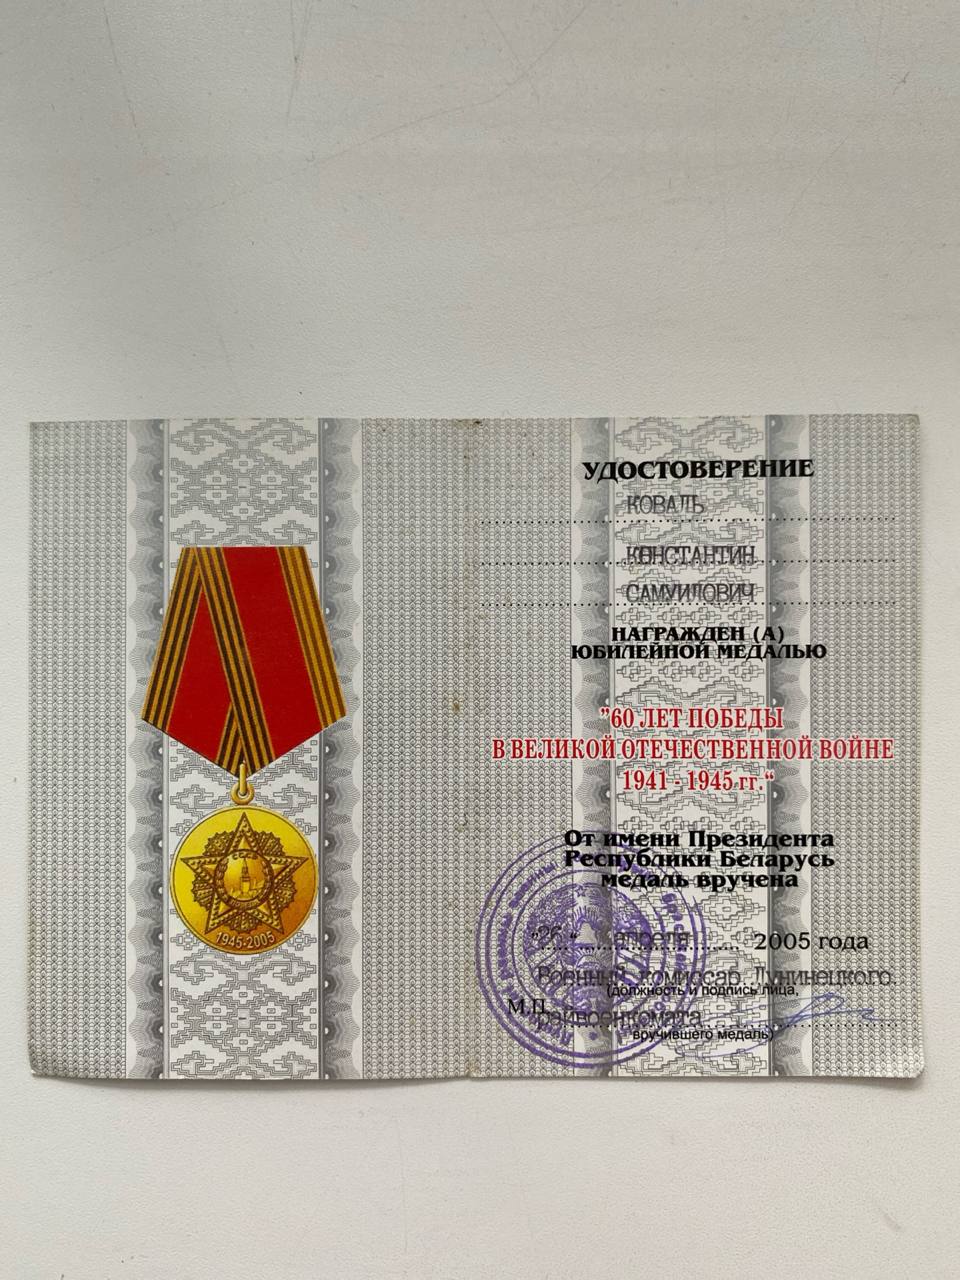 СССР
1945-2005
УДОСТОВЕРЕНИЕ
КОВАЛЬ
КОНСТАНТИН
САМУИЛОВИЧ
НАГРАЖДЕН (А)
ЮБИЛЕЙНОЙ МЕДАЛЬЮ
"60 ЛЕТ ПОБЕДЫ
В ВЕЛИКОЙ ОТЕЧЕСТВЕННОЙ ВОЙНЕ
1941 - 1945 гг."
От имени Президента
Республики Беларусь
медаль вручена
"26" апреля 2005 года
Военный комиссар Лунинецкого
(должность и подпись лица,
М.П. райвоенкомата
вручившего медаль)